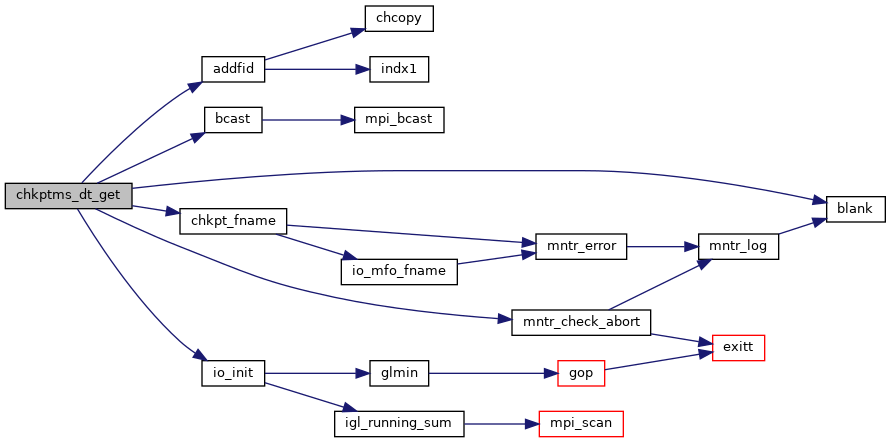 chcopy
addfid
indx1
bcast
mpi_bcast
chkptms_dt_get
blank
chkpt_fname
mntr_error
mntr_log
io_mfo_fname
mntr_check_abort
exitt
io_init
glmin
gop
igl_running_sum
mpi_scan